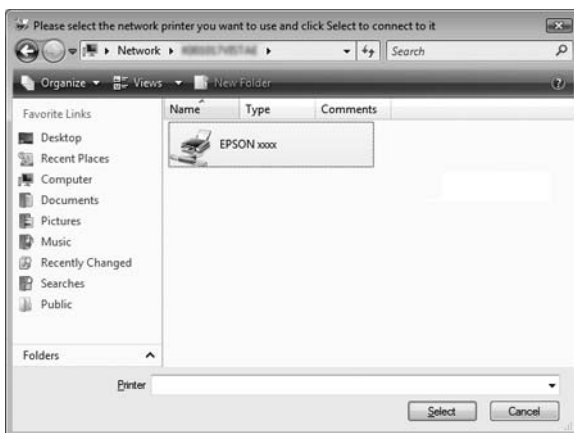 Please select the network printer you want to use and click Select to connect to it
Network
Search
Organize Views New Folder
Favorite Links
Desktop
Recent Places
Computer
Documents
Pictures
Music
Recently Changed
Searches
Public
Folders
Name Type Comments
EPSON xxxx
Printer
Select Cancel